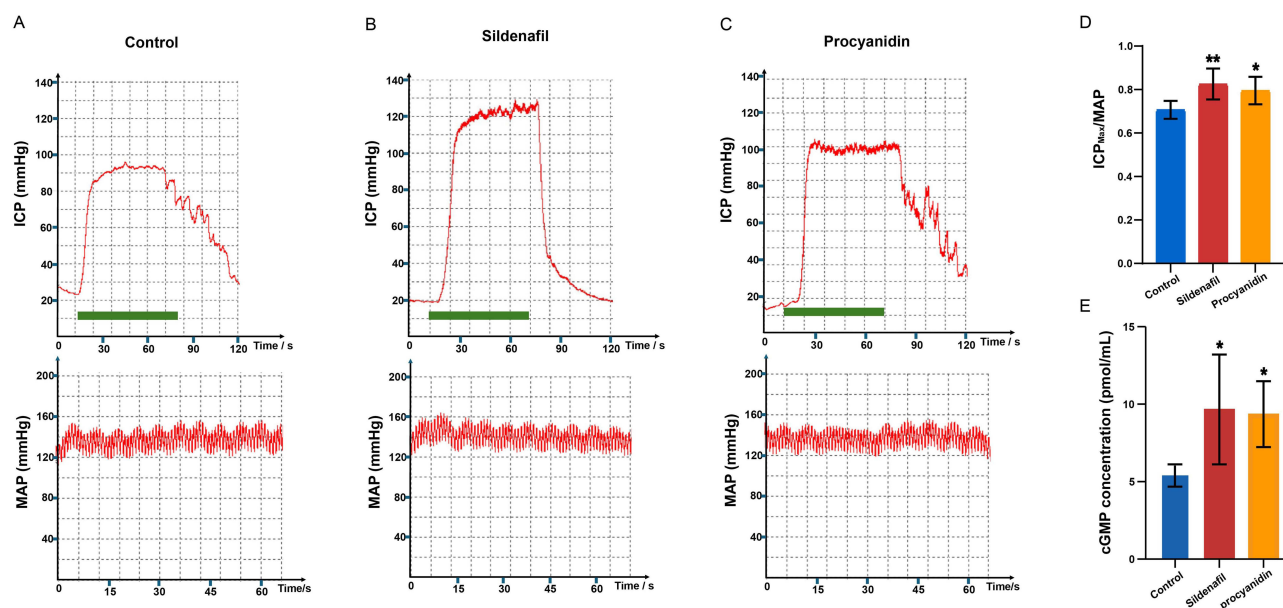 A
Control
ICP (mmHg)
140
120
100
80
60
40
20
0
30
60
90
120
Time / s
MAP (mmHg)
200
160
120
80
40
0
15
30
45
60
Time/s
B
Sildenafil
ICP (mmHg)
140
120
100
80
60
40
20
0
30
60
90
120
Time / s
MAP (mmHg)
200
160
120
80
40
0
15
30
45
60
Time/s
C
Procyanidin
ICP (mmHg)
140
120
100
80
60
40
20
0
30
60
90
120
Time / s
MAP (mmHg)
200
160
120
80
40
0
15
30
45
60
Time/s
D
ICPMax/MAP
1.0
0.8
0.6
0.4
0.2
0.0
**
*
Control
Sildenafil
Procyanidin
E
cGMP concentration (pmol/mL)
15
10
5
0
*
*
Control
Sildenafil
procyanidin